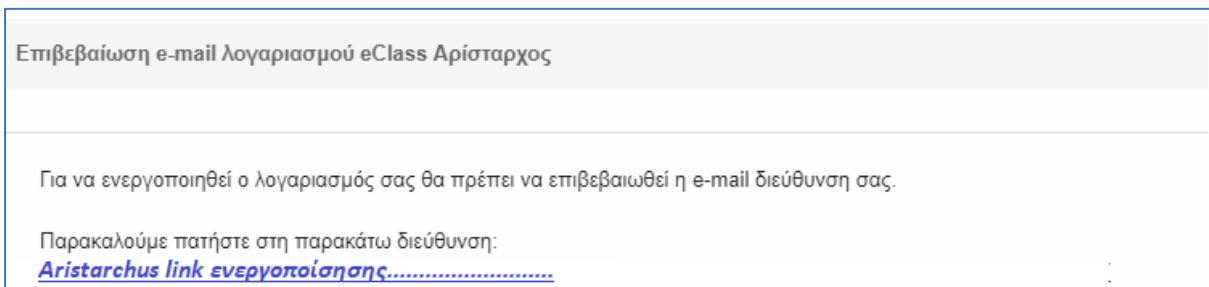 Επιβεβαίωση e-mail λογαριασμού eClass Αρίσταρχος
Για να ενεργοποιηθεί ο λογαριασμός σας θα πρέπει να επιβεβαιωθεί η e-mail διεύθυνση σας.
Παρακαλούμε πατήστε στη παρακάτω διεύθυνση:
Aristarchus link ενεργοποίσησης..........................